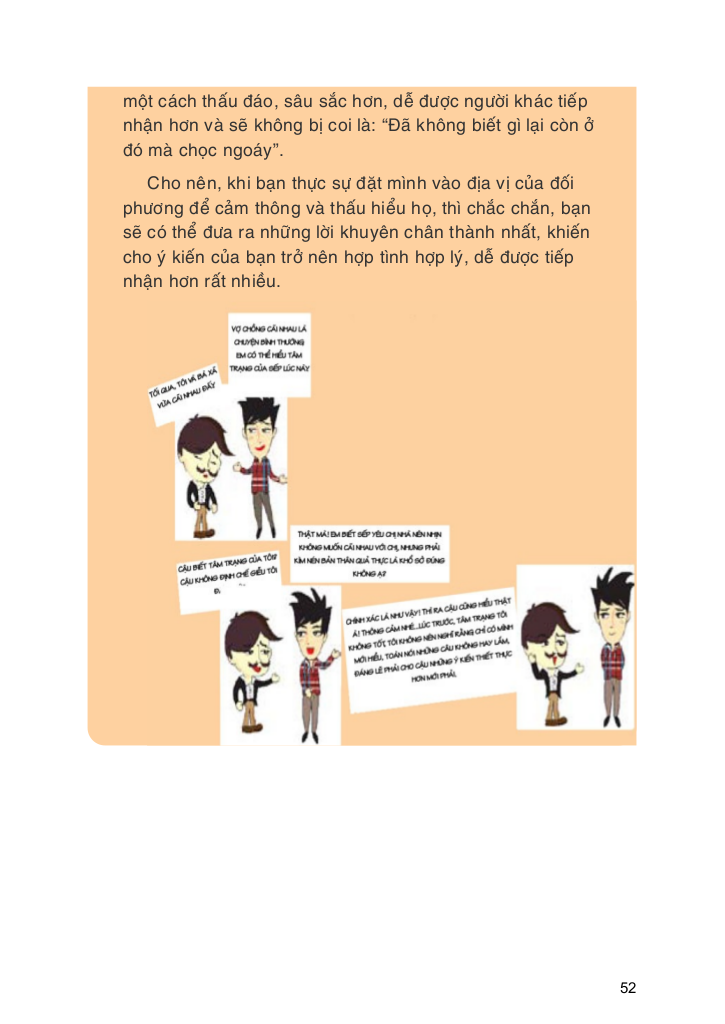 một cách thấu đáo, sâu sắc hơn, dễ được người khác tiếp
nhận hơn và sẽ không bị coi là: “Đã không biết gì lại còn ở
đó mà chọc ngoáy”.
Cho nên, khi bạn thực sự đặt mình vào địa vị của đối
phương để cảm thông và thấu hiểu họ, thì chắc chắn, bạn
sẽ có thể đưa ra những lời khuyên chân thành nhất, khiến
cho ý kiến của bạn trở nên hợp tình hợp lý, dễ được tiếp
nhận hơn rất nhiều.
TỐI QUA, TÔI VÀ BÀ XÃ
VỪA CÃI NHAU ĐẤY
VỢ CHỒNG CÃI NHAU LÀ
CHUYỆN BÌNH THƯỜNG
EM CÓ THỂ HIỂU TÂM
TRẠNG CỦA SẾP LÚC NÀY
CẬU BIẾT TÂM TRẠNG CỦA TÔI?
CẬU KHÔNG ĐỊNH CHẾ GIỄU TÔI
THẬT MÀ! EM BIẾT SẾP YÊU CHỊ NHÀ NÊN NHỊN
KHÔNG MUỐN CÃI NHAU VỚI CHỊ, NHƯNG PHẢI
KÌM NÉN BẢN THÂN QUẢ THỰC LÀ KHỔ SỞ ĐÚNG
KHÔNG Ạ?
CHÍNH XÁC LÀ NHƯ VẬY! THÌ RA CẬU CŨNG HIỂU THẬT
À! THÔNG CẢM NHÉ...LÚC TRƯỚC, TÂM TRẠNG TÔI
KHÔNG TỐT, TÔI KHÔNG NÊN NGHĨ RẰNG CHỈ CÓ MÌNH
MỚI HIỂU, TOÀN NÓI NHỮNG CÂU KHÔNG HAY LẮM,
ĐÁNG LẼ PHẢI CHO CẬU NHỮNG Ý KIẾN THIẾT THỰC
HƠN MỚI PHẢI.
52